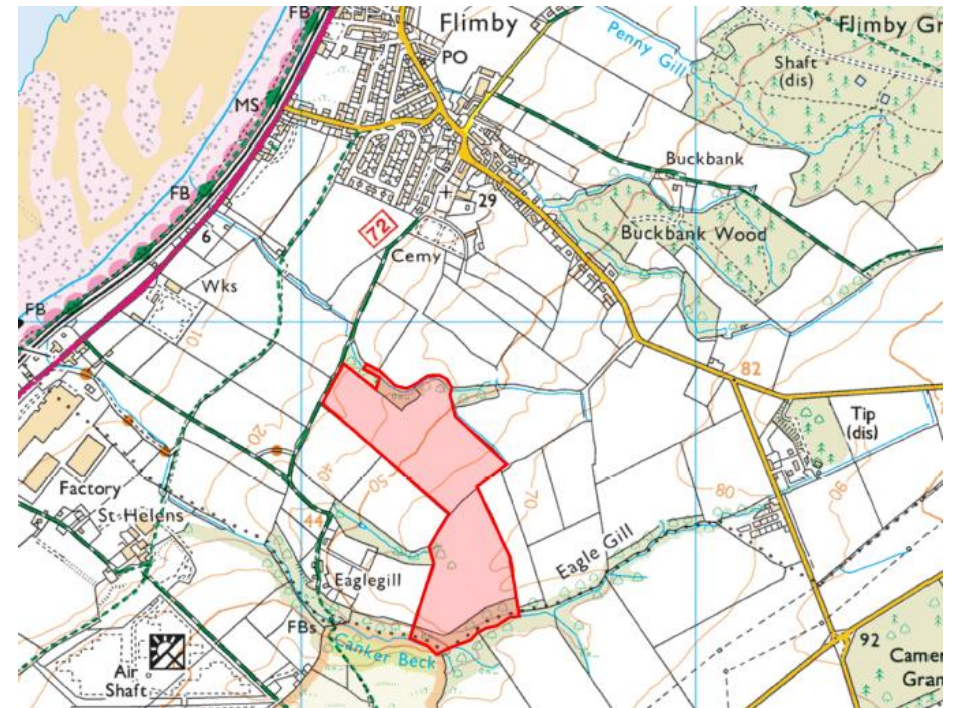 FB
Flimby
Flimby Gr
PO
Penny Gill
Shaft
(dis)
MS
Buckbank
FB
29
72
6
Cemy
Buckbank Wood
Wks
FB
10
82
20
40
50
Tip
(dis)
Factory
70
80
90
44
St Helens
Eagle Gill
Eaglegill
FBs
Canker Beck
92
Camer
Gran
Air
Shaft